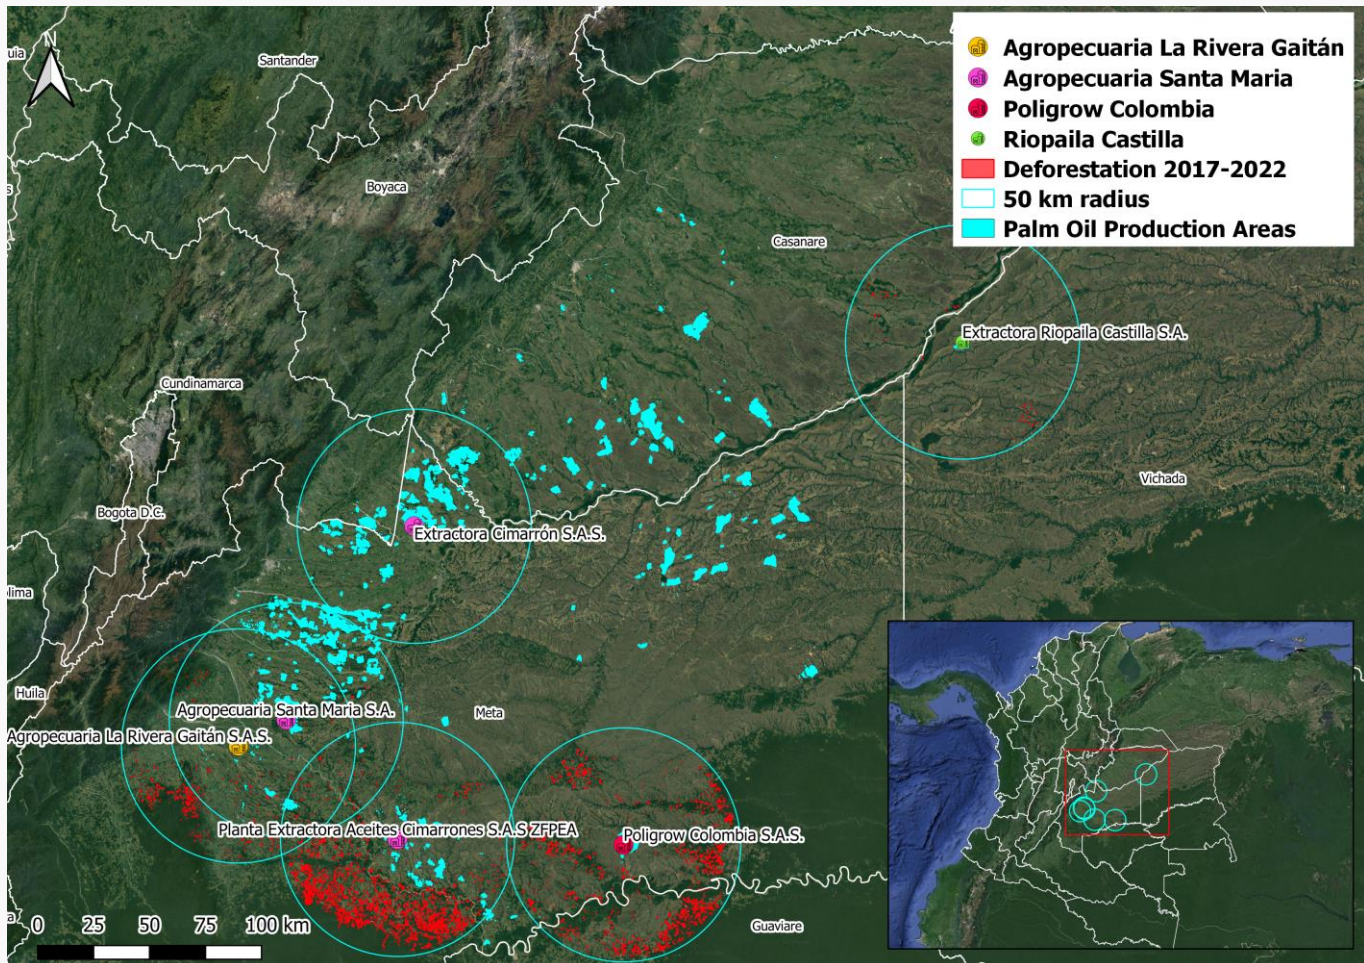 N
uia
Santander
Boyaca
s
Casanare
Cundinamarca
Bogota D.C.
olima
Huila
Meta
Vichada
Guaviare
a
Agropecuaria La Rivera Gaitán
Agropecuaria Santa Maria
Poligrow Colombia
Riopaila Castilla
Deforestation 2017-2022
50 km radius
Palm Oil Production Areas
Extractora Riopaila Castilla S.A.
Extractora Cimarrón S.A.S.
Agropecuaria Santa Maria S.A.
Agropecuaria La Rivera Gaitán S.A.S.
Planta Extractora Aceites Cimarrones S.A.S ZFPEA
Poligrow Colombia S.A.S.
0 25 50 75 100 km